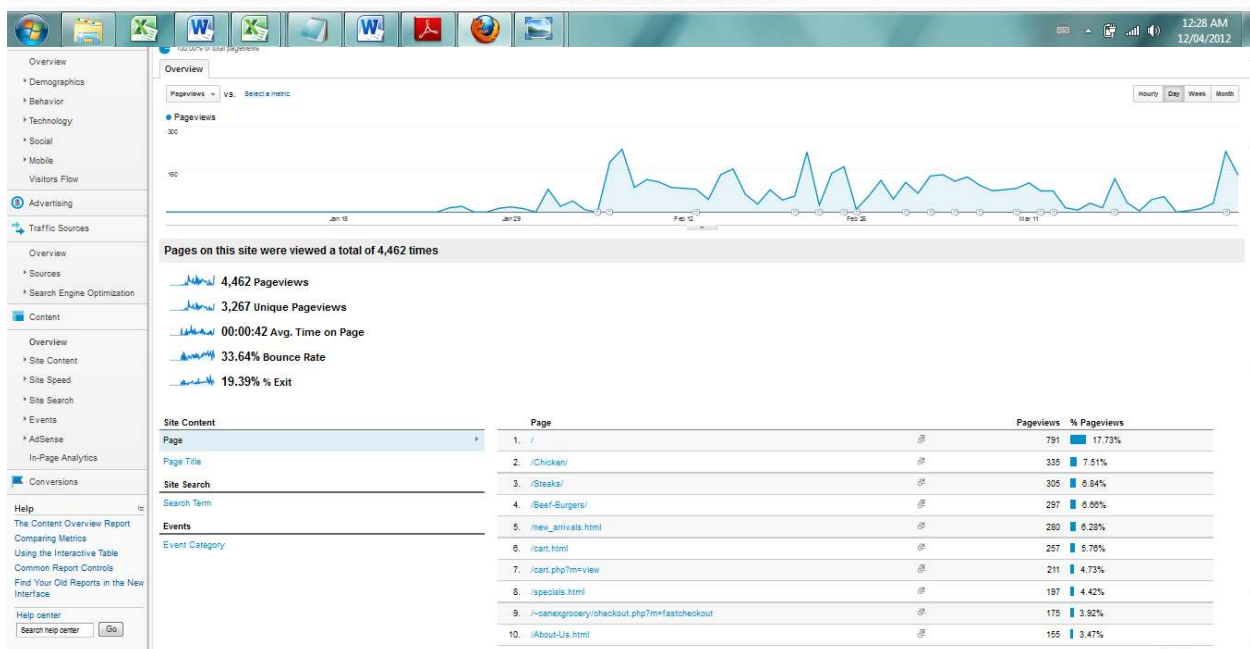 12:28 AM
12/04/2012
100.00% of total pageviews
Overview
Demographics
Behavior
Technology
Social
Mobile
Visitors Flow
Advertising
Traffic Sources
Overview
Sources
Search Engine Optimization
Content
Overview
Site Content
Site Speed
Site Search
Events
AdSense
In-Page Analytics
Conversions
Help
The Content Overview Report
Comparing Metrics
Using the Interactive Table
Common Report Controls
Find Your Old Reports in the New
Interface
Help center
Search help center Go
Overview
Pageviews VS. Select a metric
Hourly Day Week Month
Pageviews
300
150
Jan 15 Jan 29 Feb 12 Feb 26 Mar 11
Pages on this site were viewed a total of 4,462 times
4,462 Pageviews
3,267 Unique Pageviews
00:00:42 Avg. Time on Page
33.64% Bounce Rate
19.39% % Exit
Site Content
Page
Page Title
Site Search
Search Term
Events
Event Category
Page Pageviews % Pageviews
1. / 791 17.73%
2. /Chicken/ 335 7.51%
3. /Steaks/ 305 6.84%
4. /Beef-Burgers/ 297 6.66%
5. /new_arrivals.html 280 6.28%
6. /cart.html 257 5.76%
7. /cart.php?m=view 211 4.73%
8. /specials.html 197 4.42%
9. /~canexgrocery/checkout.php?m=fastcheckout 175 3.92%
10. /About-Us.html 155 3.47%